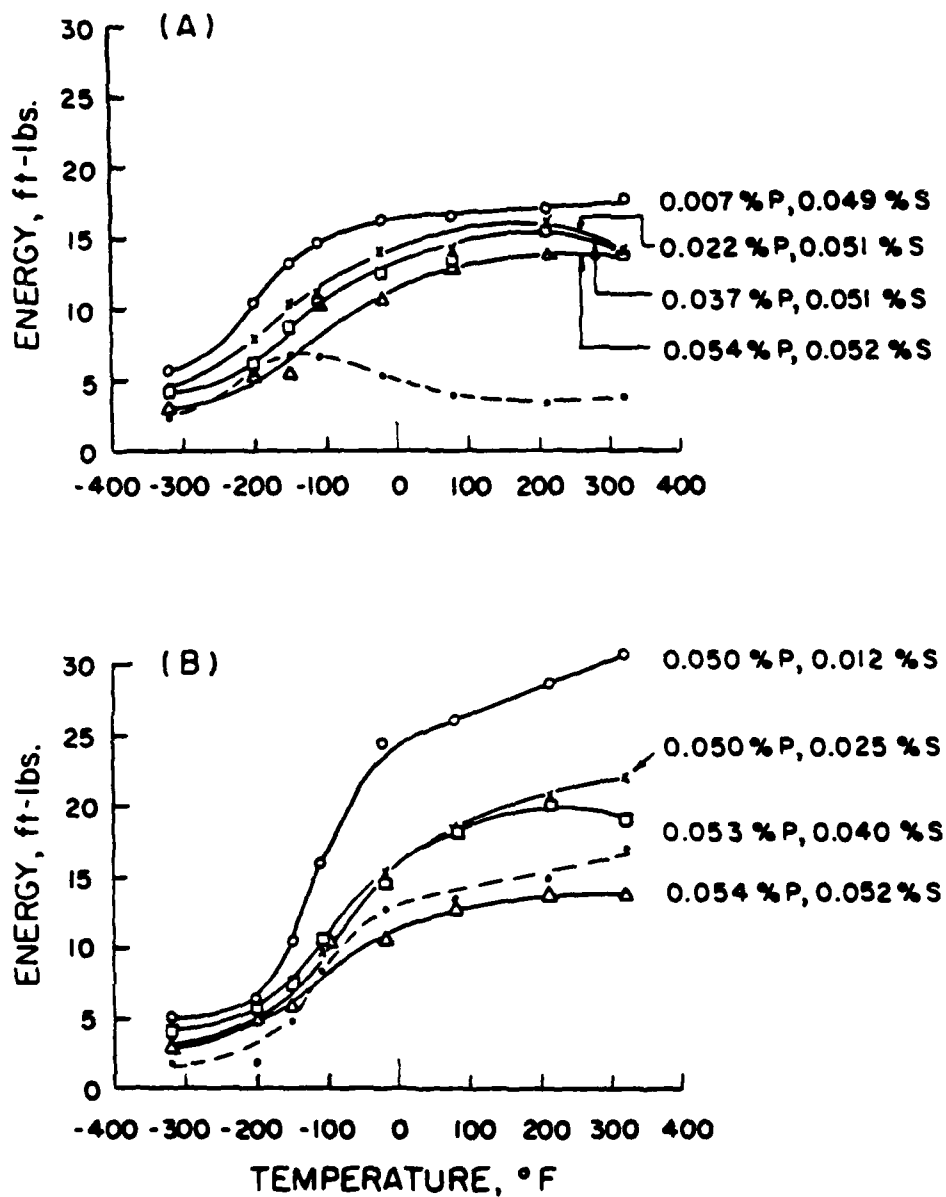 (A)
ENERGY, ft-lbs.
30
25
20
15
10
5
0
-400 -300 -200 -100 0 100 200 300 400
0.007 %P, 0.049 %S
0.022 %P, 0.051 %S
0.037 %P, 0.051 %S
0.054 %P, 0.052 %S
(B)
ENERGY, ft-lbs.
30
25
20
15
10
5
0
-400 -300 -200 -100 0 100 200 300 400
0.050 %P, 0.012 %S
0.050 %P, 0.025 %S
0.053 %P, 0.040 %S
0.054 %P, 0.052 %S
TEMPERATURE, °F